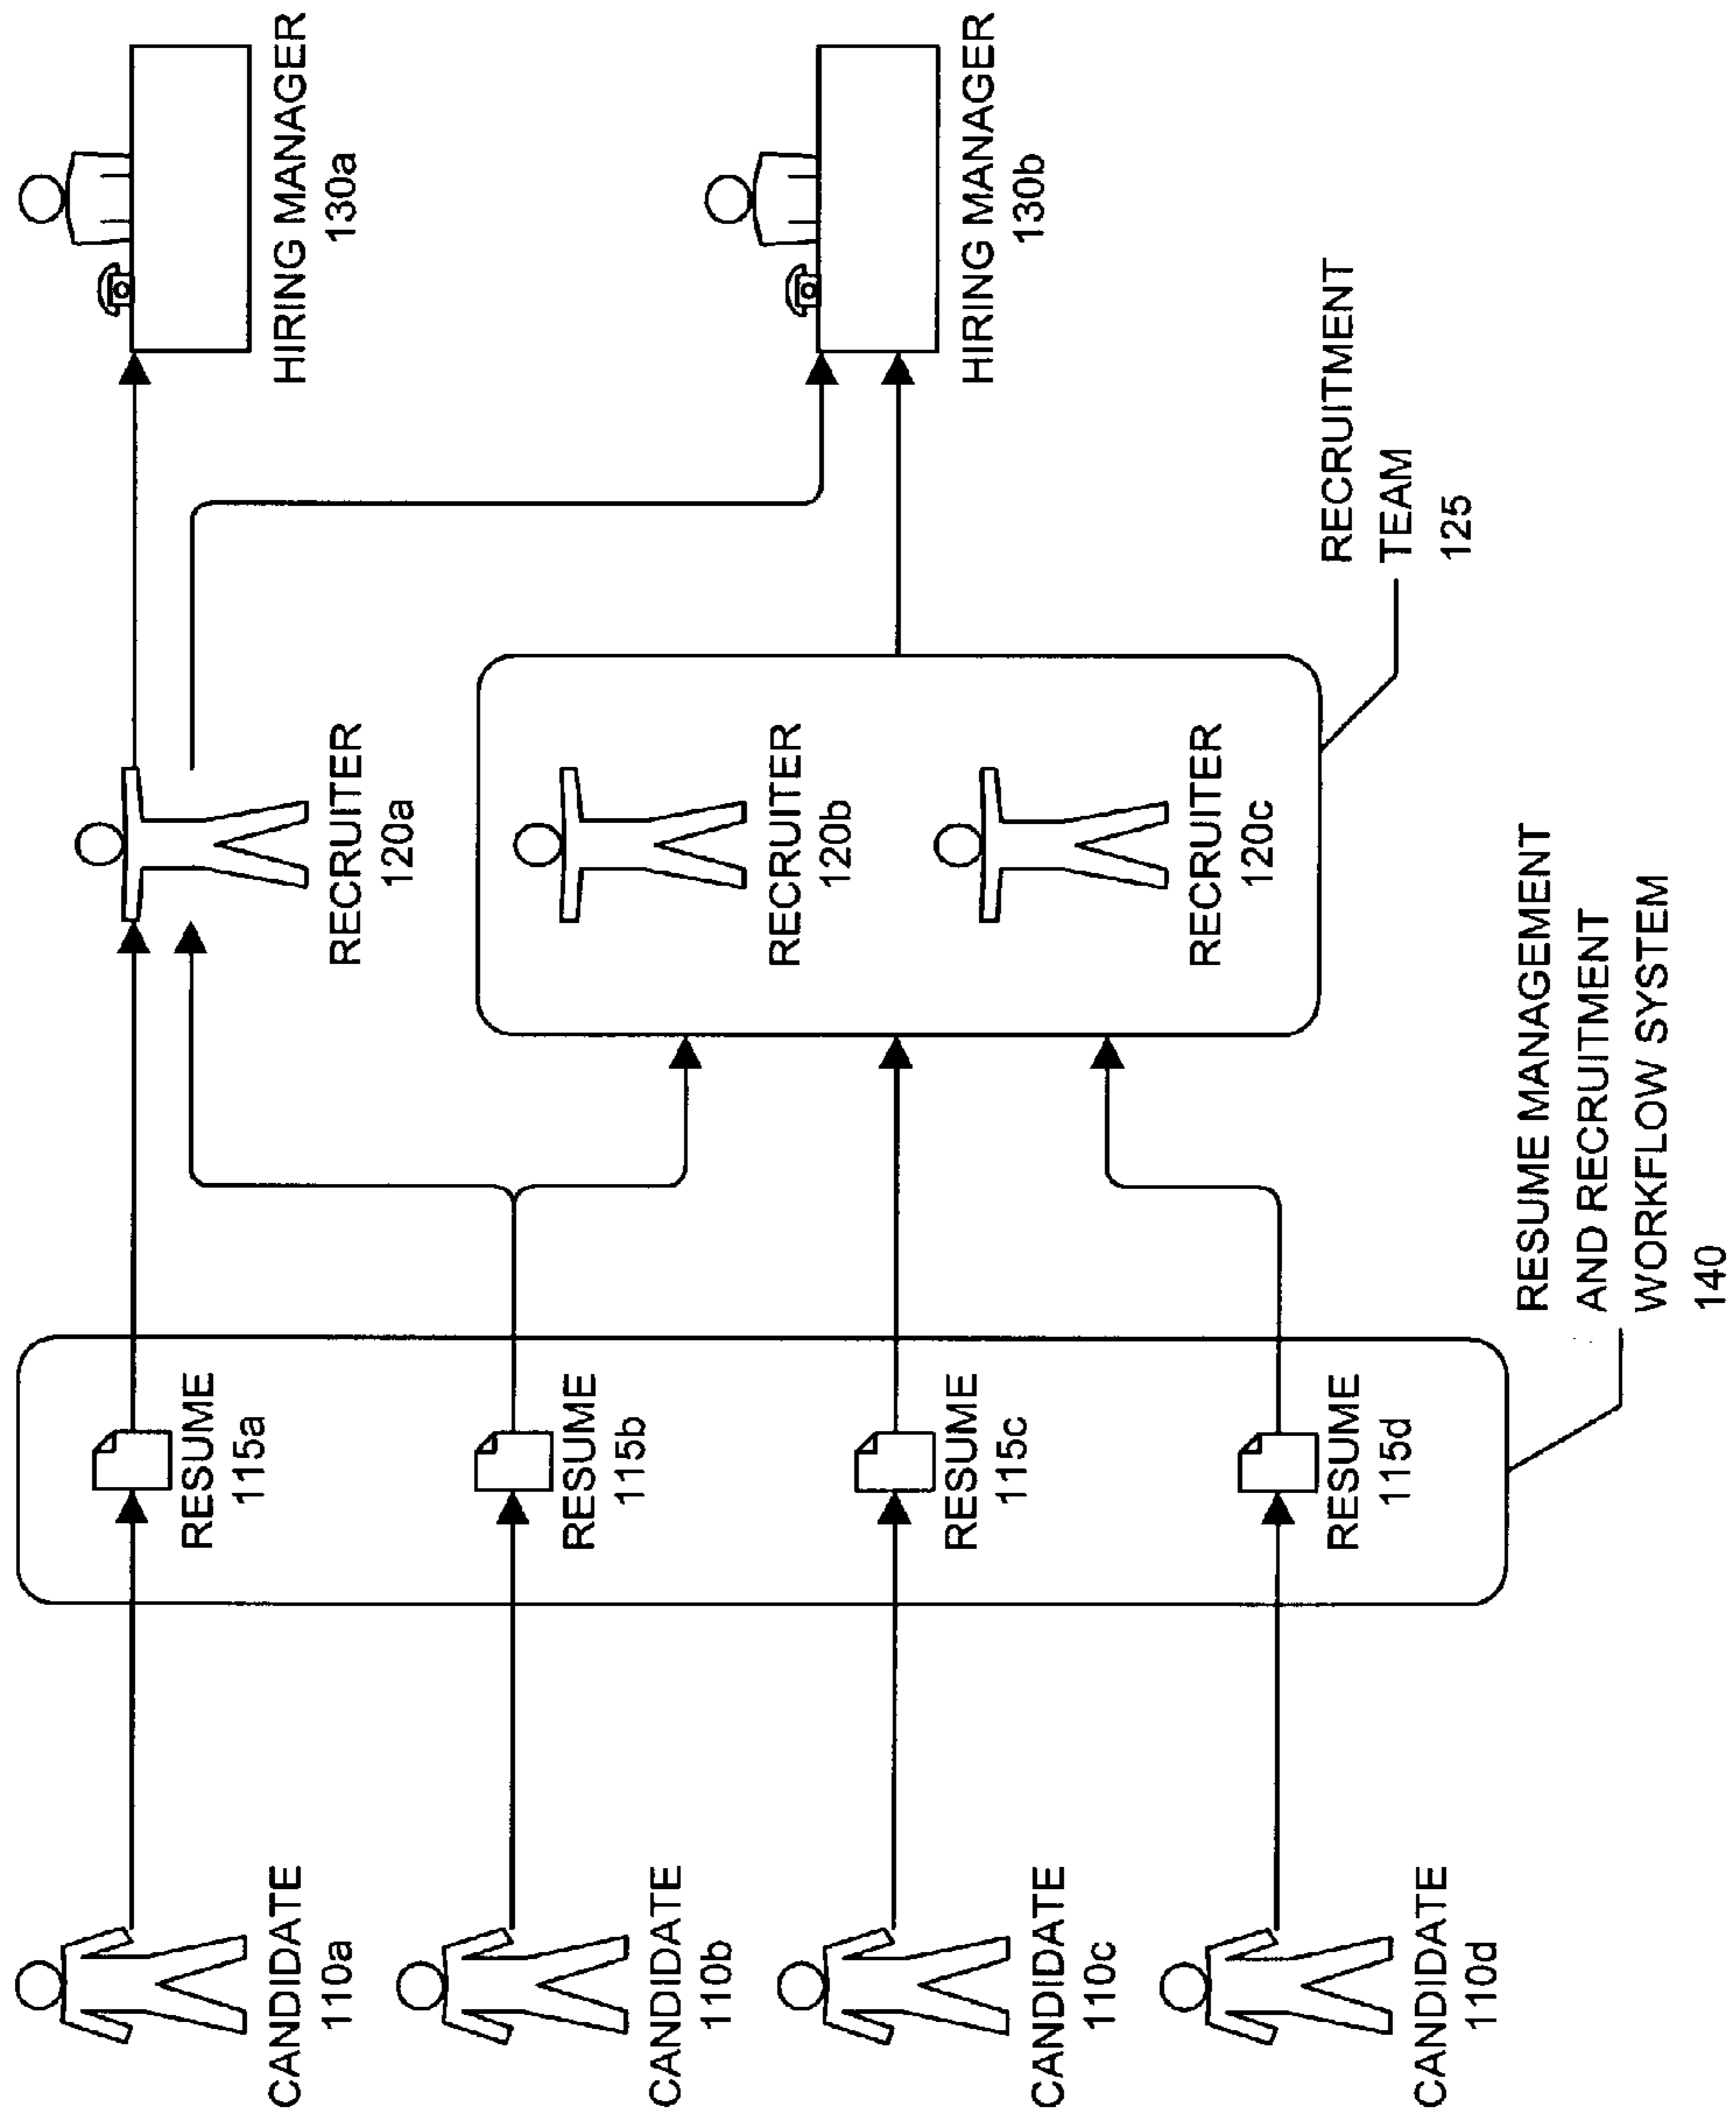 CANDIDATE
110a
CANDIDATE
110b
CANDIDATE
110c
CANDIDATE
110d
RESUME
115a
RESUME
115b
RESUME
115c
RESUME
115d
RESUME MANAGEMENT
AND RECRUITMENT
WORKFLOW SYSTEM
140
RECRUITER
120a
RECRUITER
120b
RECRUITER
120c
RECRUITMENT
TEAM
125
HIRING MANAGER
130a
HIRING MANAGER
130b